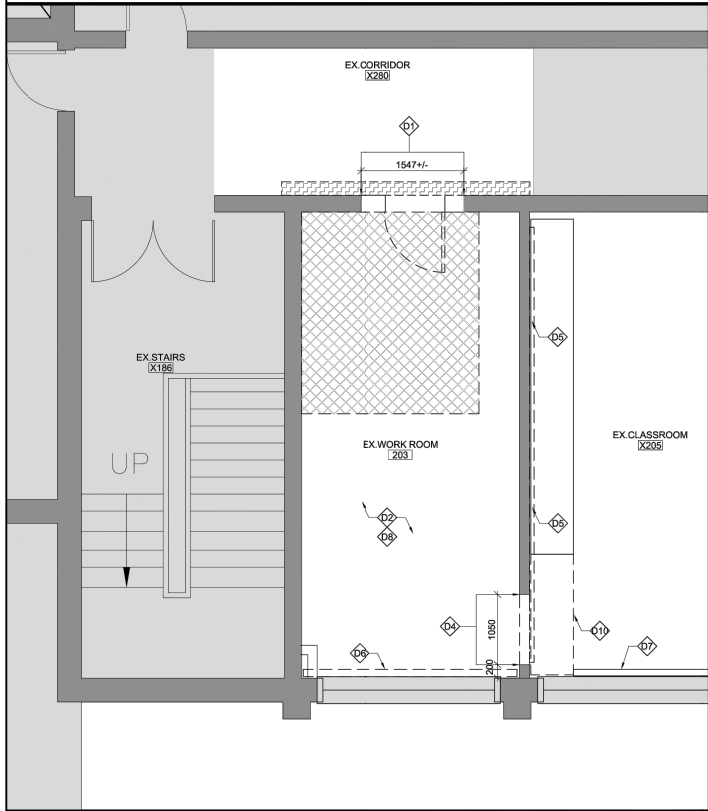 EX.CORRIDOR
X280
D1
1547+/-
D5
EX.STAIRS
X186
EX.WORK ROOM
203
EX.CLASSROOM
X205
UP
D2
D5
D8
D4
1050
D10
D6
200
D7